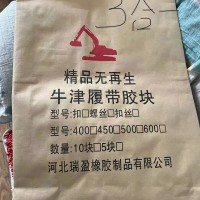 3合一
精品无再生
牛津履带胶块
型号:扣□螺丝□扣丝□
型号:400□450□500□600□
数量:10块□5块□
河北瑞盈橡胶制品有限公司